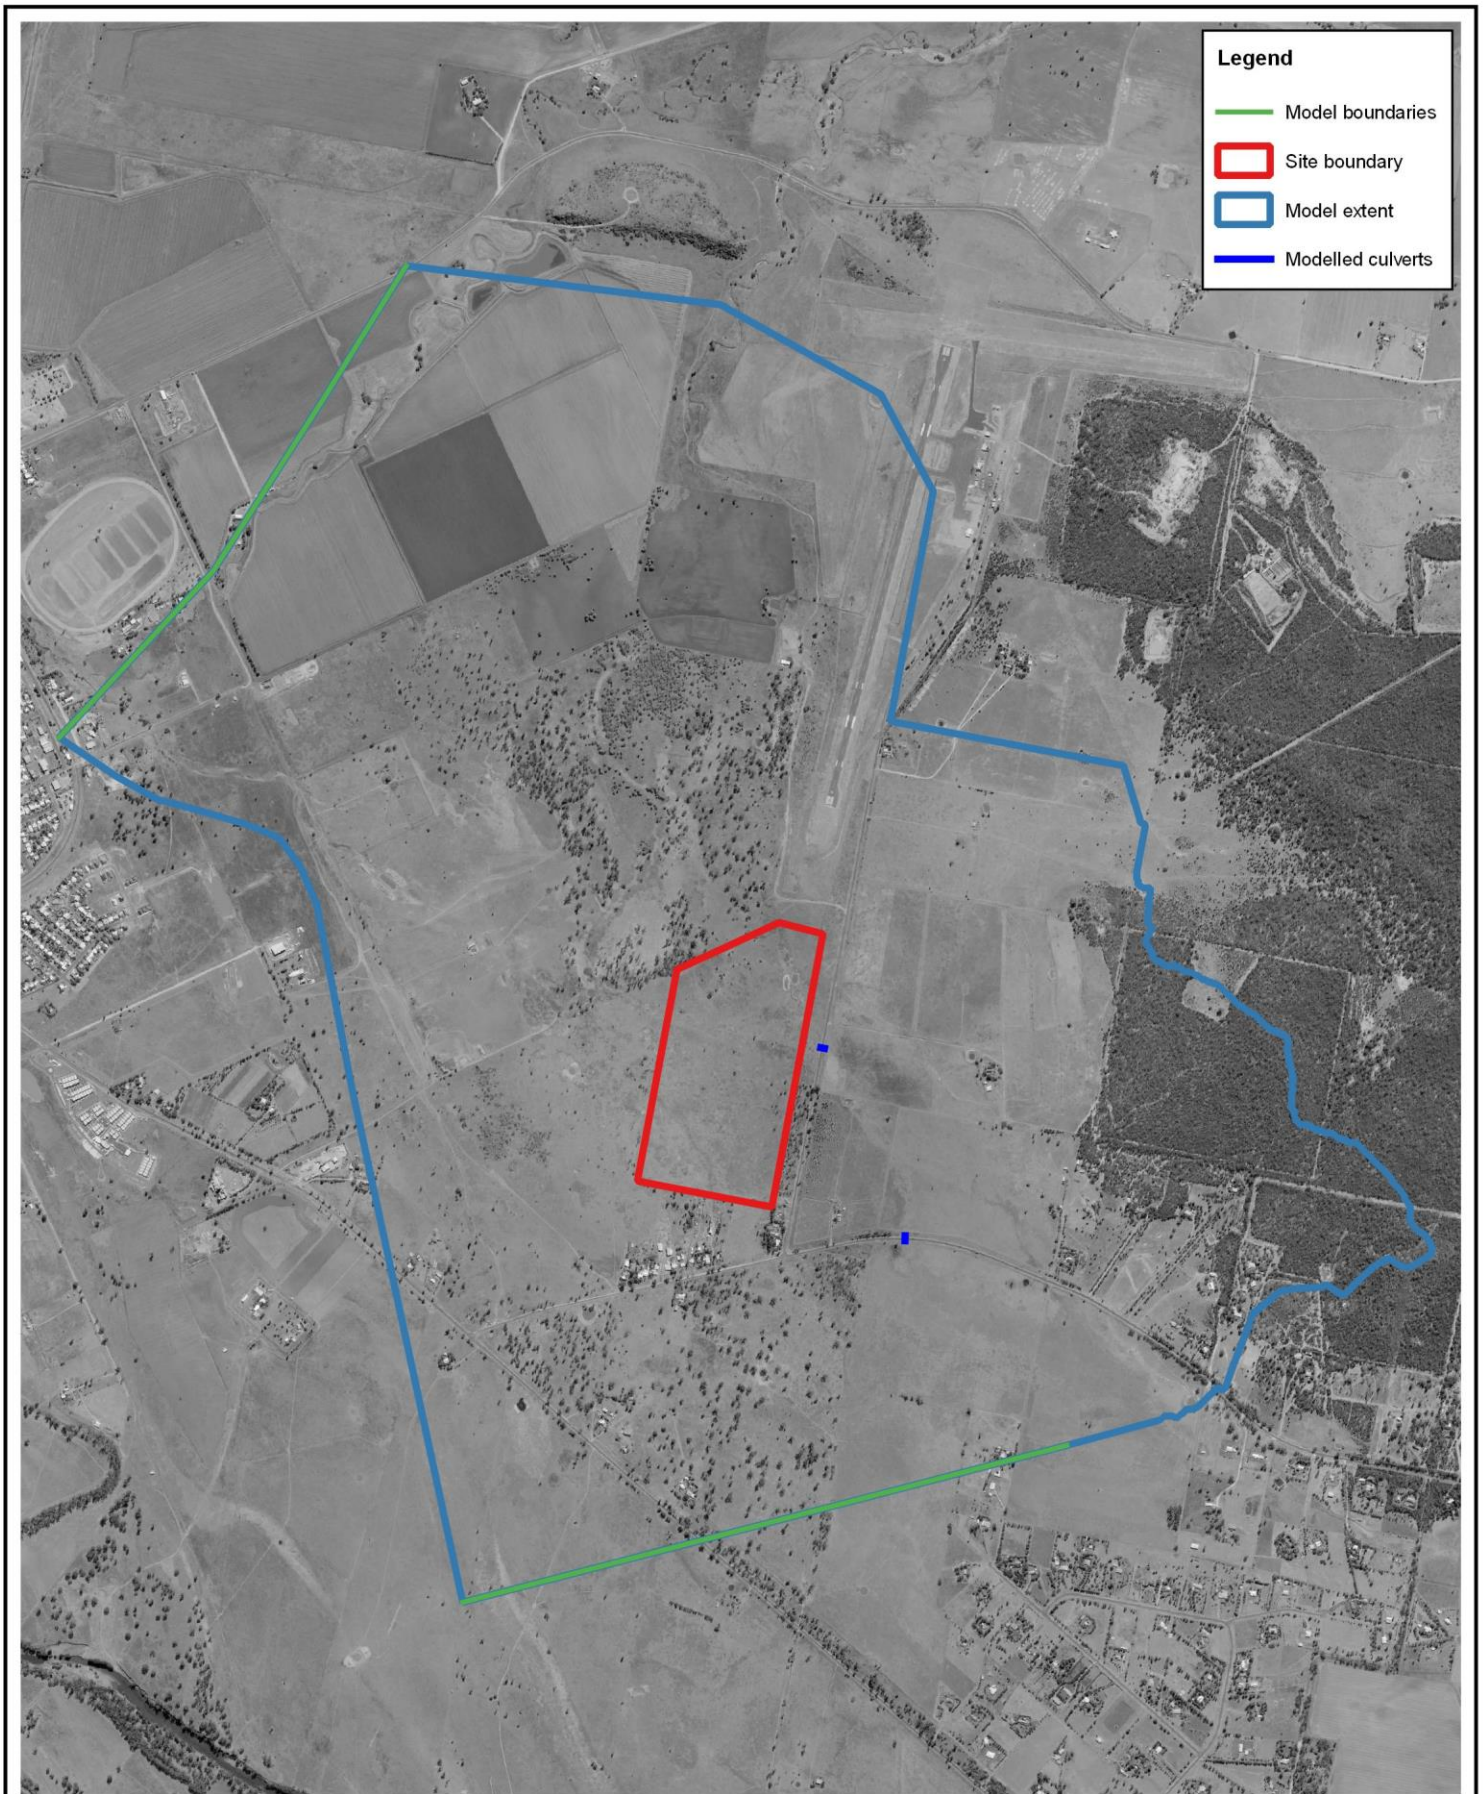 Legend
Model boundaries
Site boundary
Model extent
Modelled culverts